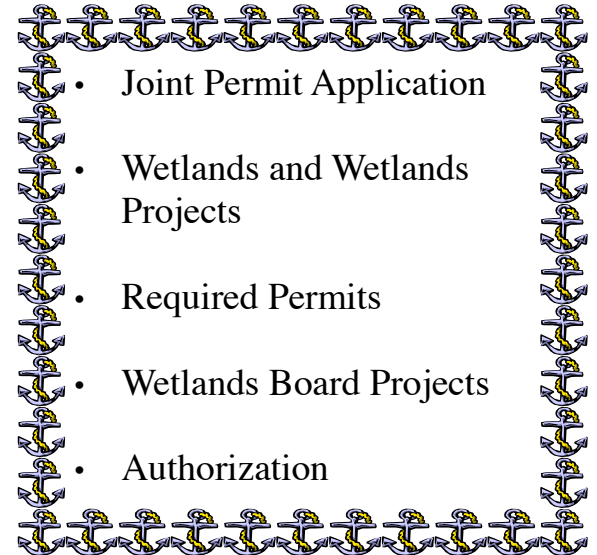 • Joint Permit Application
• Wetlands and Wetlands
Projects
• Required Permits
• Wetlands Board Projects
• Authorization